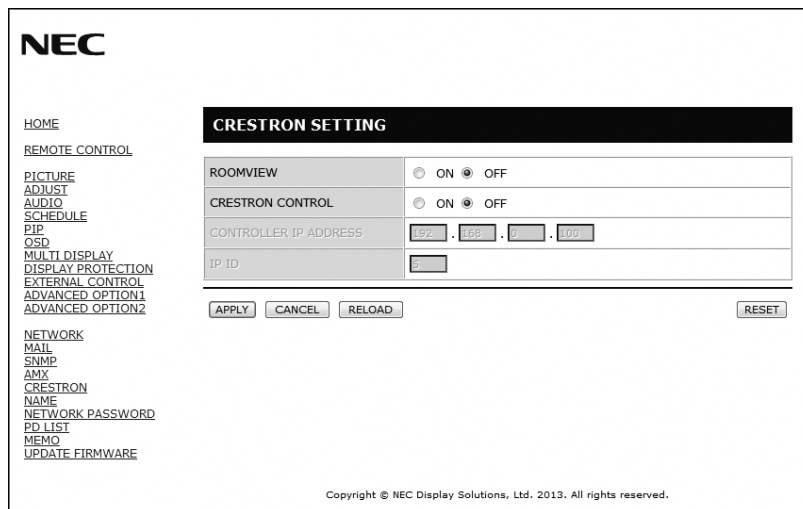 NEC
HOME
REMOTE CONTROL
PICTURE
ADJUST
AUDIO
SCHEDULE
PIP
OSD
MULTI DISPLAY
DISPLAY PROTECTION
EXTERNAL CONTROL
ADVANCED OPTION1
ADVANCED OPTION2
NETWORK
MAIL
SNMP
AMX
CRESTRON
NAME
NETWORK PASSWORD
PD LIST
MEMO
UPDATE FIRMWARE
CRESTRON SETTING
ROOMVIEW ON OFF
CRESTRON CONTROL ON OFF
CONTROLLER IP ADDRESS 192 . 168 . 0 . 100
IP ID 5
APPLY CANCEL RELOAD RESET
Copyright © NEC Display Solutions, Ltd. 2013. All rights reserved.